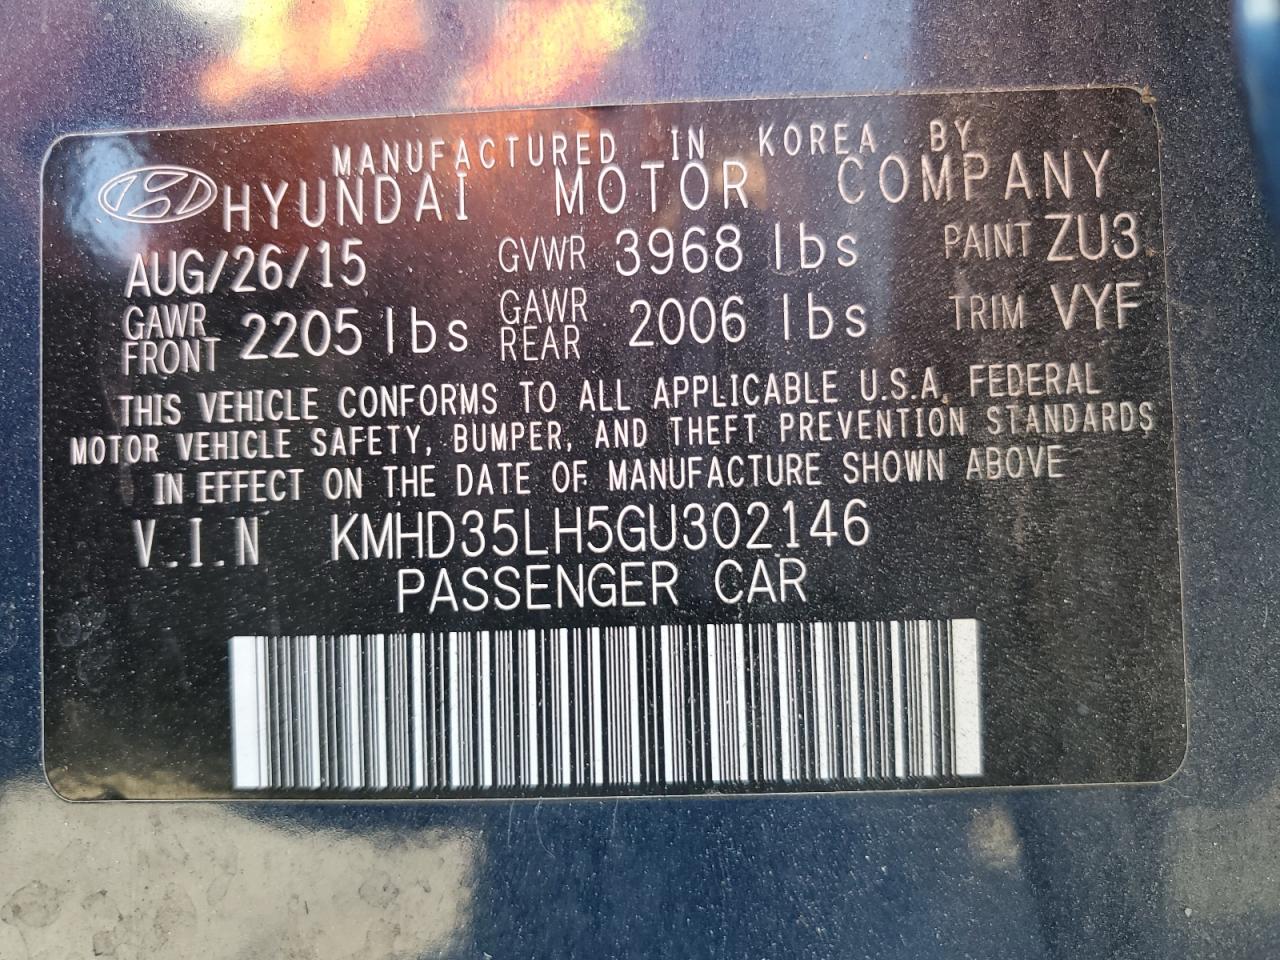 MANUFACTURED IN KOREA BY
HYUNDAI MOTOR COMPANY
AUG/26/15 GVWR 3968 lbs PAINT ZU3
GAWR FRONT 2205 lbs GAWR REAR 2006 lbs TRIM VYF
THIS VEHICLE CONFORMS TO ALL APPLICABLE U.S.A. FEDERAL
MOTOR VEHICLE SAFETY, BUMPER, AND THEFT PREVENTION STANDARDS
IN EFFECT ON THE DATE OF MANUFACTURE SHOWN ABOVE
V.I.N KMHD35LH5GU302146
PASSENGER CAR